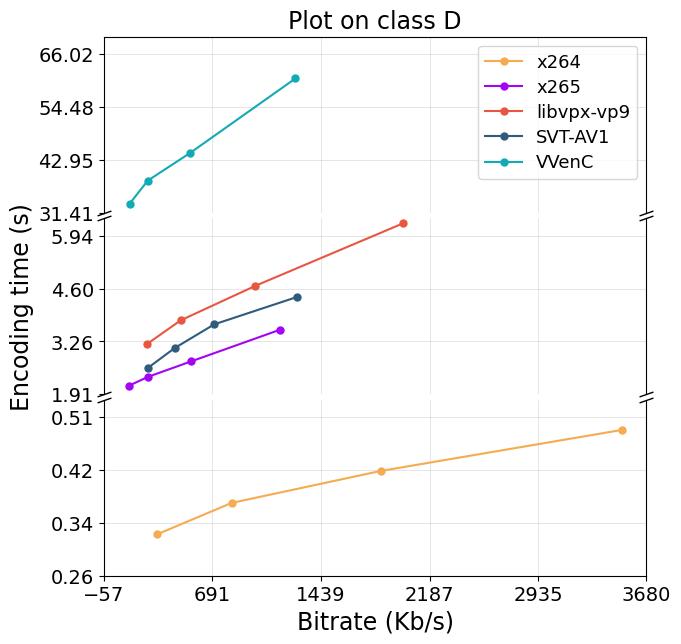 Plot on class D
x264
x265
libvpx-vp9
SVT-AV1
VVenC
66.02
54.48
42.95
31.41
5.94
4.60
3.26
1.91
0.51
0.42
0.34
0.26
Encoding time (s)
−57
691
1439
2187
2935
3680
Bitrate (Kb/s)